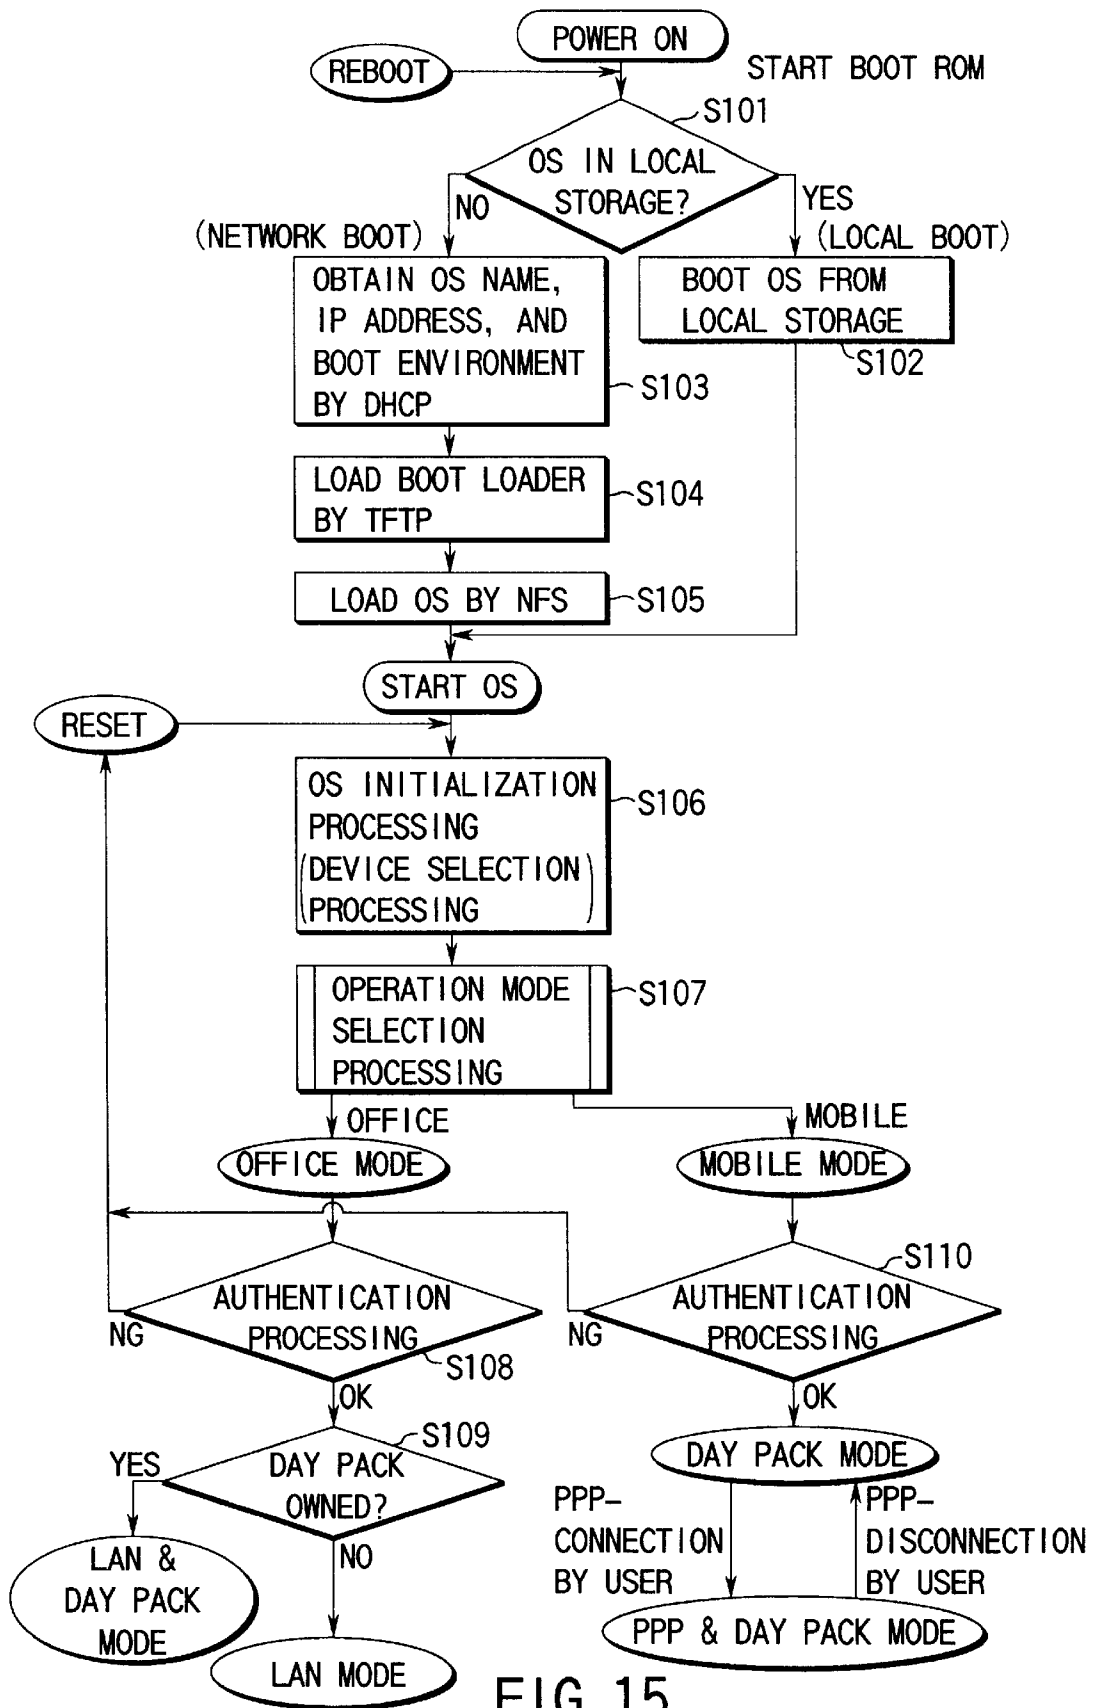 POWER ON
REBOOT
START BOOT ROM
S101
OS IN LOCAL
STORAGE?
NO
YES
(NETWORK BOOT)
(LOCAL BOOT)
OBTAIN OS NAME,
IP ADDRESS, AND
BOOT ENVIRONMENT
BY DHCP
S103
BOOT OS FROM
LOCAL STORAGE
S102
LOAD BOOT LOADER
BY TFTP
S104
LOAD OS BY NFS
S105
START OS
RESET
OS INITIALIZATION
PROCESSING
(DEVICE SELECTION
PROCESSING)
S106
OPERATION MODE
SELECTION
PROCESSING
S107
OFFICE
MOBILE
OFFICE MODE
MOBILE MODE
AUTHENTICATION
PROCESSING
NG
S108
OK
S110
AUTHENTICATION
PROCESSING
NG
OK
S109
DAY PACK
OWNED?
YES
NO
LAN &
DAY PACK
MODE
LAN MODE
DAY PACK MODE
PPP-
CONNECTION
BY USER
PPP-
DISCONNECTION
BY USER
PPP & DAY PACK MODE
FIG. 15